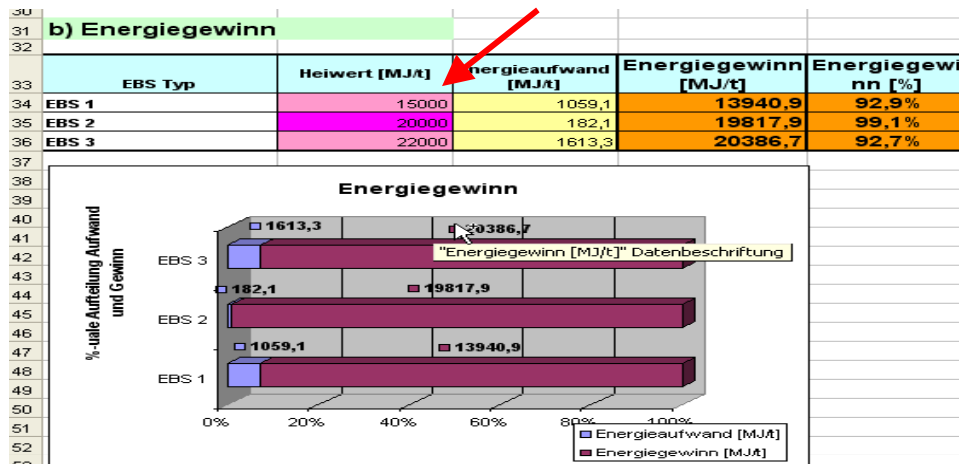 30
31 b) Energiegewinn
32
33 EBS Typ Heiwert [MJ/t] nergieaufwand [MJ/t] Energiegewinn [MJ/t] Energiegewi nn [%]
34 EBS 1 15000 1059,1 13940,9 92,9%
35 EBS 2 20000 182,1 19817,9 99,1%
36 EBS 3 22000 1613,3 20386,7 92,7%
37
38
Energiegewinn
39
40
1613,3 20386,7
41
"Energiegewinn [MJ/t]" Datenbeschriftung
42
EBS 3
43
44
182,1 19817,9
45
EBS 2
46
47
1059,1 13940,9
48
EBS 1
49
50
0% 20% 40% 60% 80% 100%
51
Energieaufwand [MJ/t]
52
Energiegewinn [MJ/t]
%-uale Aufteilung Aufwand
und Gewinn